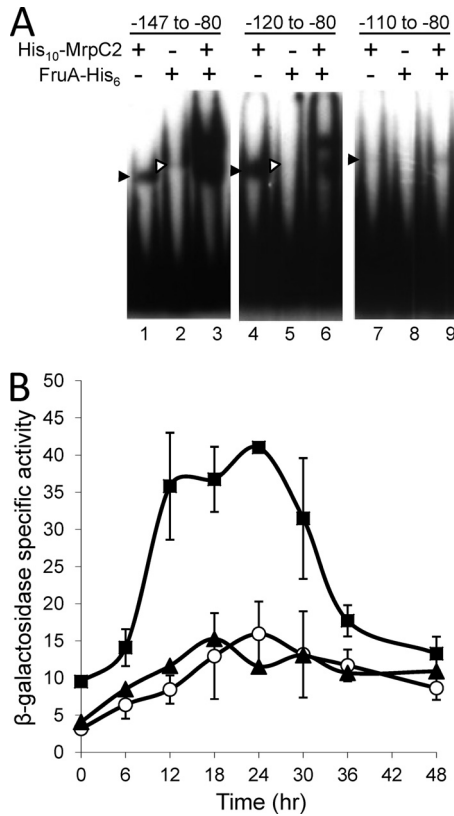 A
-147 to -80 -120 to -80 -110 to -80
His10-MrpC2 + - + + - + + - +
FruA-His6 - + + - + + - + +
1 2 3 4 5 6 7 8 9
B
50
45
40
35
30
25
20
15
10
5
0
β-galactosidase specific activity
0 6 12 18 24 30 36 42 48
Time (hr)